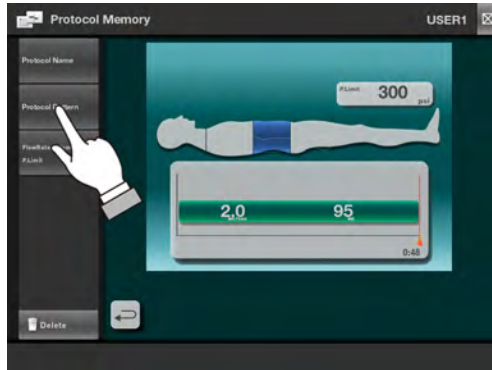 Protocol Memory
USER1
Protocol Name
Protocol Pattern
FlowRate
P.Limit
P.Limit 300 psi
2.0 95
0:48
Delete